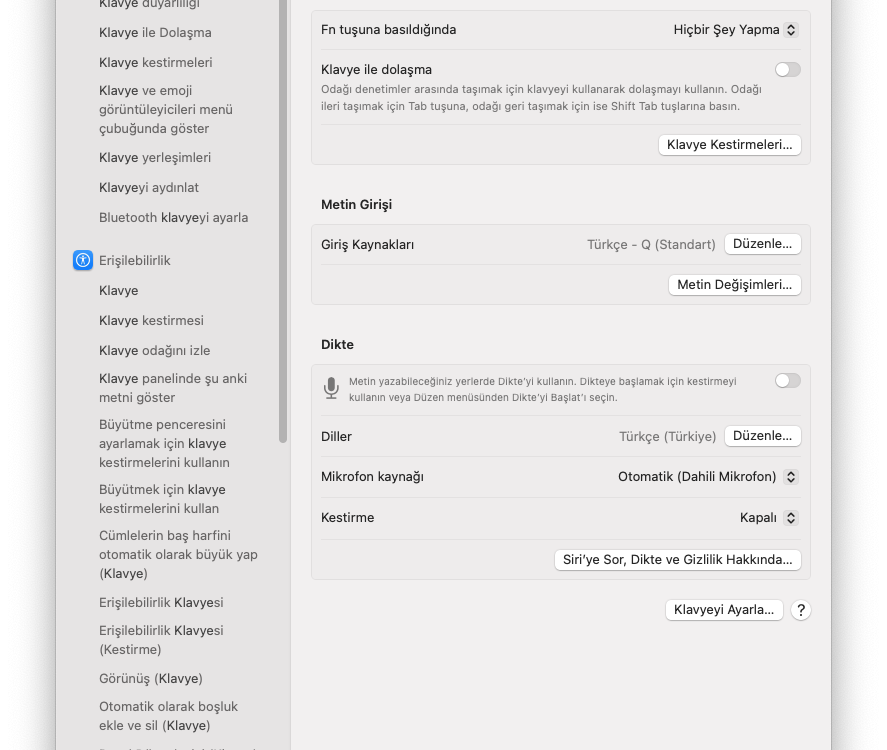 Klavye duyarlılığı
Klavye ile Dolaşma
Klavye kestirmeleri
Klavye ve emoji
görüntüleyicileri menü
çubuğunda göster
Klavye yerleşimleri
Klavyeyi aydınlat
Bluetooth klavyeyi ayarla
Erişilebilirlik
Klavye
Klavye kestirmesi
Klavye odağını izle
Klavye panelinde şu anki
metni göster
Büyütme penceresini
ayarlamak için klavye
kestirmelerini kullanın
Büyütmek için klavye
kestirmelerini kullan
Cümlelerin baş harfini
otomatik olarak büyük yap
(Klavye)
Erişilebilirlik Klavyesi
Erişilebilirlik Klavyesi
(Kestirme)
Görünüş (Klavye)
Otomatik olarak boşluk
ekle ve sil (Klavye)
Fn tuşuna basıldığında Hiçbir Şey Yapma
Klavye ile dolaşma
Odağı denetimler arasında taşımak için klavyeyi kullanarak dolaşmayı kullanın. Odağı
ileri taşımak için Tab tuşuna, odağı geri taşımak için ise Shift Tab tuşlarına basın.
Klavye Kestirmeleri...
Metin Girişi
Giriş Kaynakları Türkçe - Q (Standart) Düzenle...
Metin Değişimleri...
Dikte
Metin yazabileceğiniz yerlerde Dikte'yi kullanın. Dikteye başlamak için kestirmeyi
kullanın veya Düzen menüsünden Dikte'yi Başlat'ı seçin.
Diller Türkçe (Türkiye) Düzenle...
Mikrofon kaynağı Otomatik (Dahili Mikrofon)
Kestirme Kapalı
Siri'ye Sor, Dikte ve Gizlilik Hakkında...
Klavyeyi Ayarla... ?